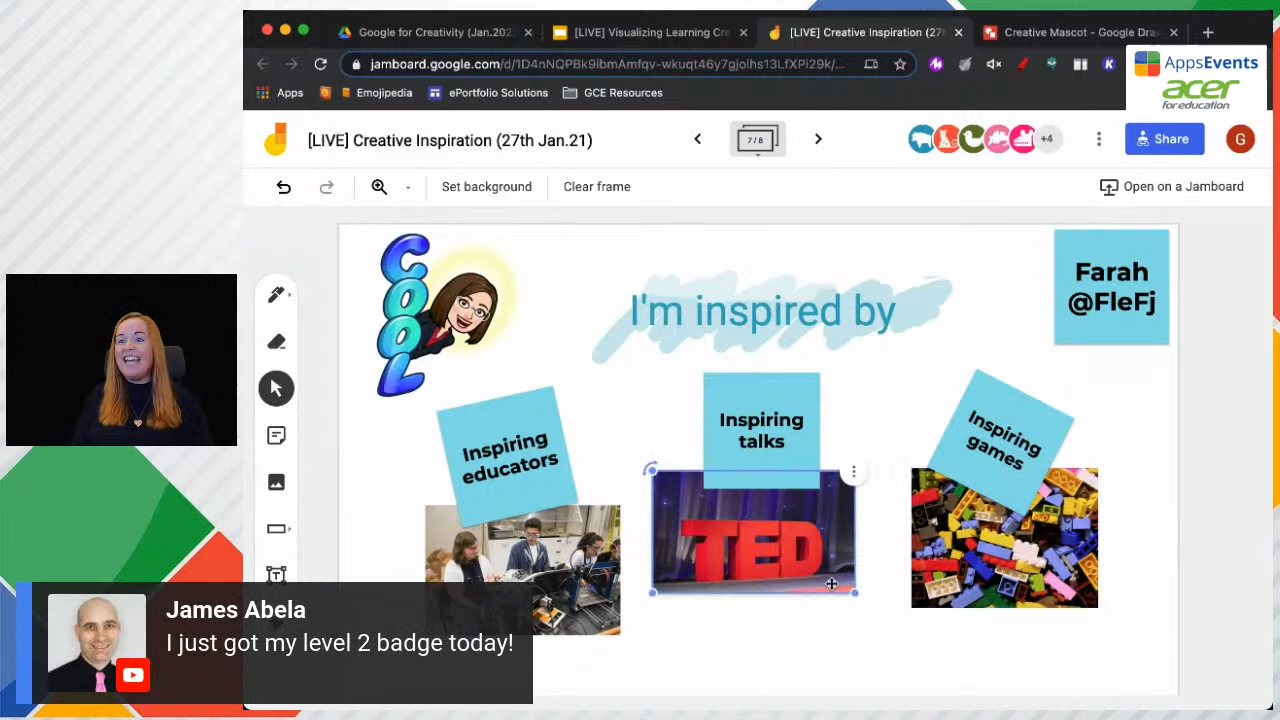 Google for Creativity (Jan.202
[LIVE] Visualizing Learning Cre
[LIVE] Creative Inspiration (27t
Creative Mascot - Google Dra
jamboard.google.com/d/1D4nNQPBk9ibmAmfqv-wkuqt46y7gjolhs13LfXPi29k/...
Apps
Emojipedia
ePortfolio Solutions
GCE Resources
AppsEvents
acer
for education
[LIVE] Creative Inspiration (27th Jan.21)
7/8
+4
Share
G
Set background
Clear frame
Open on a Jamboard
COOL
I'm inspired by
Farah
@FleFj
Inspiring
educators
Inspiring
talks
Inspiring
games
TED
James Abela
I just got my level 2 badge today!